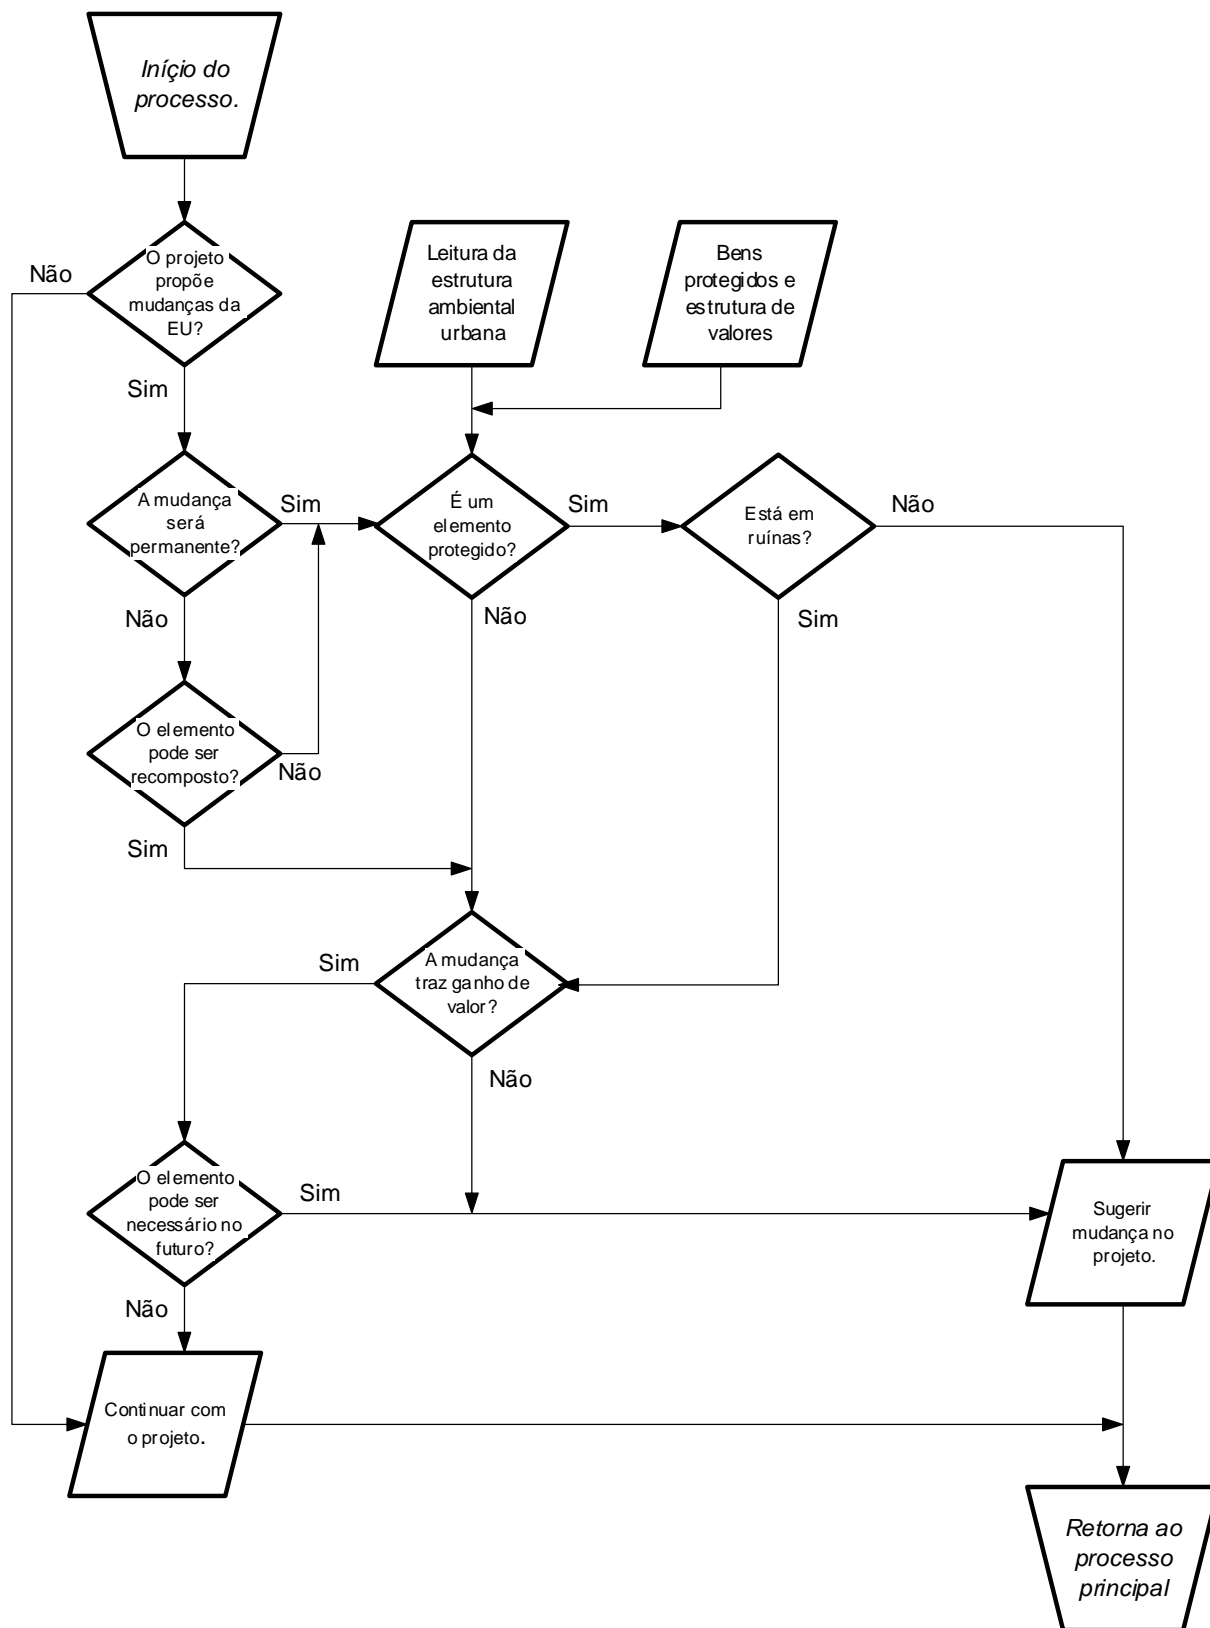 Iníçio do
processo.
Não
O projeto
propõe
mudanças da
EU?
Leitura da
estrutura
ambiental
urbana
Bens
protegidos e
estrutura de
valores
Sim
A mudança
será
permanente?
Sim
É um
elemento
protegido?
Sim
Está em
ruínas?
Não
Não
Não
Sim
O elemento
pode ser
recomposto?
Não
Sim
Sim
A mudança
traz ganho de
valor?
Não
O elemento
pode ser
necessário no
futuro?
Sim
Sugerir
mudança no
projeto.
Não
Continuar com
o projeto.
Retorna ao
processo
principal